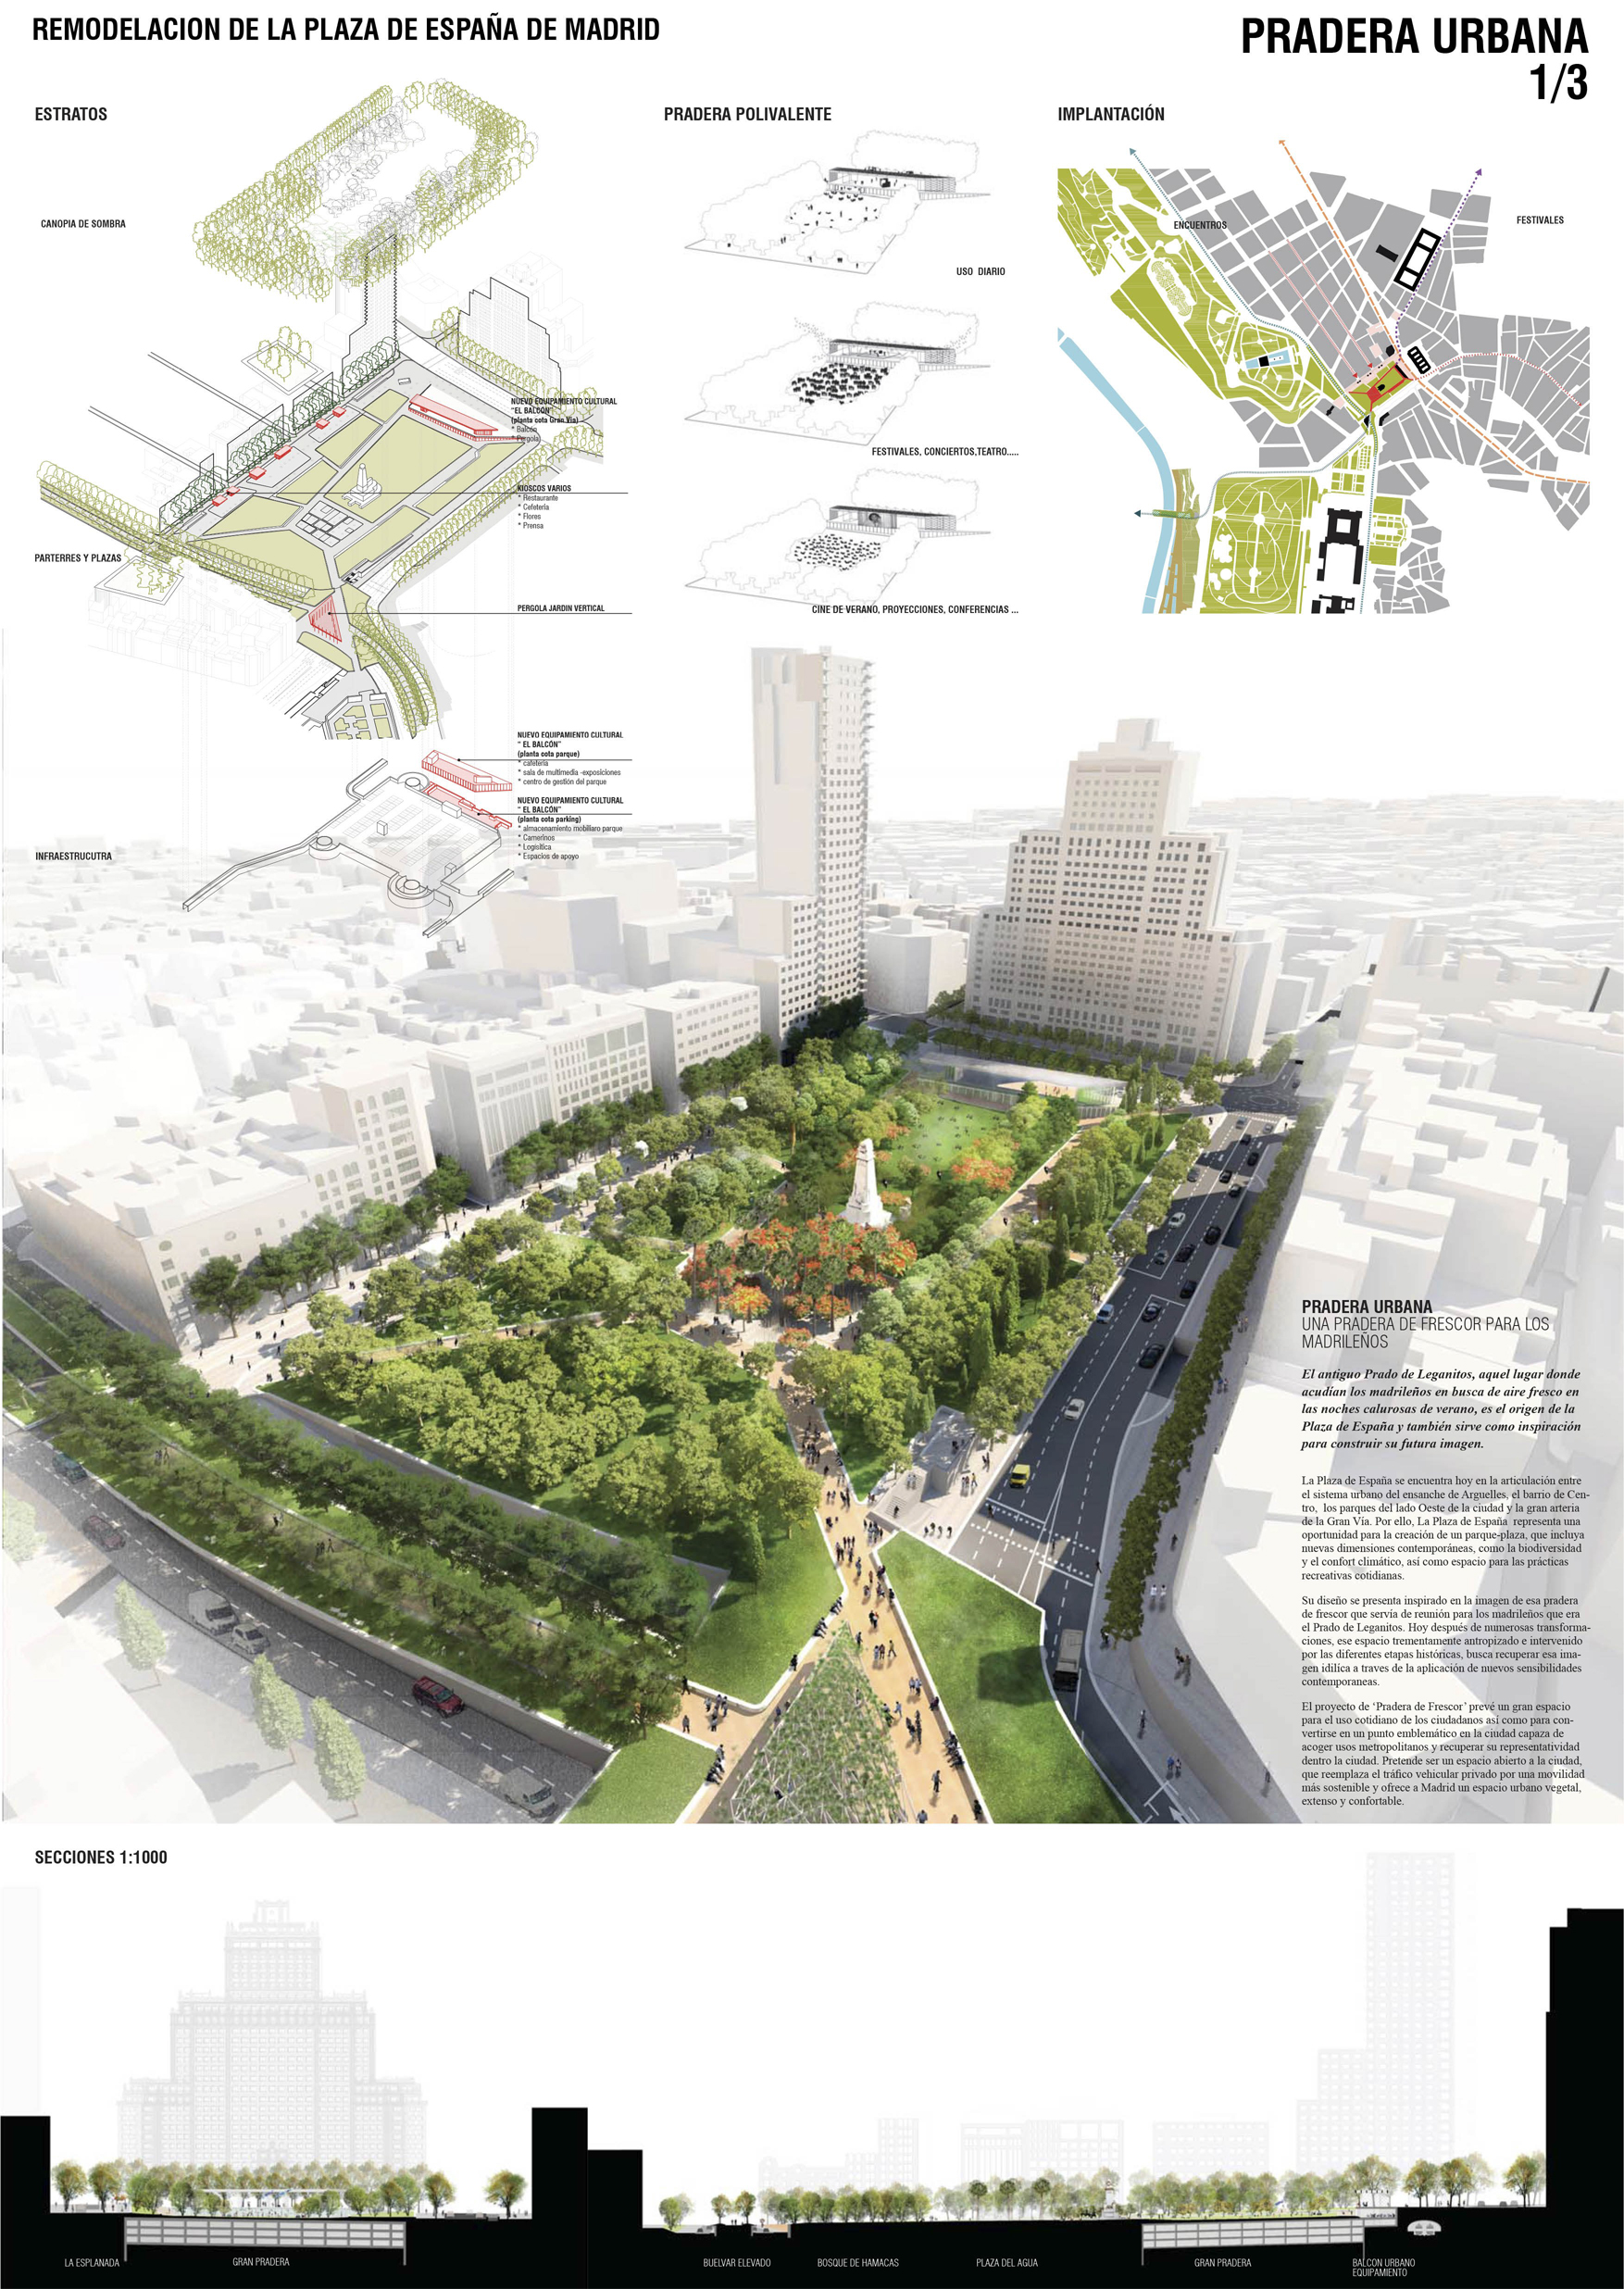 REMODELACION DE LA PLAZA DE ESPAÑA DE MADRID
PRADERA URBANA
1/3
ESTRATOS
CANOPIA DE SOMBRA
NUEVO EQUIPAMIENTO CULTURAL
"EL BALCÓN"
(planta cota Gran Via)
* Balcón
* Pergola
KIOSCOS VARIOS
* Restaurante
* Cefeteria
* Flores
* Prensa
PARTERRES Y PLAZAS
PERGOLA JARDIN VERTICAL
NUEVO EQUIPAMIENTO CULTURAL
" EL BALCÓN"
(planta cota parque)
* cafeteria
* sala de multimedia -exposiciones
* centro de gestión del parque
NUEVO EQUIPAMIENTO CULTURAL
" EL BALCÓN"
(planta cota parking)
* almacenamiento mobiliaro parque
* Camerinos
* Logisitica
* Espacios de apoyo
INFRAESTRUCUTRA
PRADERA POLIVALENTE
USO DIARIO
FESTIVALES, CONCIERTOS,TEATRO.....
CINE DE VERANO, PROYECCIONES, CONFERENCIAS ...
IMPLANTACIÓN
ENCUENTROS
FESTIVALES
PRADERA URBANA
UNA PRADERA DE FRESCOR PARA LOS
MADRILEÑOS
El antiguo Prado de Leganitos, aquel lugar donde
acudían los madrileños en busca de aire fresco en
las noches calurosas de verano, es el origen de la
Plaza de España y también sirve como inspiración
para construir su futura imagen.
La Plaza de España se encuentra hoy en la articulación entre
el sistema urbano del ensanche de Arguelles, el barrio de Cen-
tro, los parques del lado Oeste de la ciudad y la gran arteria
de la Gran Vía. Por ello, La Plaza de España representa una
oportunidad para la creación de un parque-plaza, que incluya
nuevas dimensiones contemporáneas, como la biodiversidad
y el confort climático, así como espacio para las prácticas
recreativas cotidianas.
Su diseño se presenta inspirado en la imagen de esa pradera
de frescor que servía de reunión para los madrileños que era
el Prado de Leganitos. Hoy después de numerosas transforma-
ciones, ese espacio trementamente antropizado e intervenido
por las diferentes etapas históricas, busca recuperar esa ima-
gen idilíca a traves de la aplicación de nuevos sensibilidades
contemporaneas.
El proyecto de ‘Pradera de Frescor’ prevé un gran espacio
para el uso cotidiano de los ciudadanos así como para con-
vertirse en un punto emblemático en la ciudad capaza de
acoger usos metropolitanos y recuperar su representatividad
dentro la ciudad. Pretende ser un espacio abierto a la ciudad,
que reemplaza el tráfico vehicular privado por una movilidad
más sostenible y ofrece a Madrid un espacio urbano vegetal,
extenso y confortable.
SECCIONES 1:1000
LA ESPLANADA
GRAN PRADERA
BUELVAR ELEVADO
BOSQUE DE HAMACAS
PLAZA DEL AGUA
GRAN PRADERA
BALCON URBANO
EQUIPAMIENTO